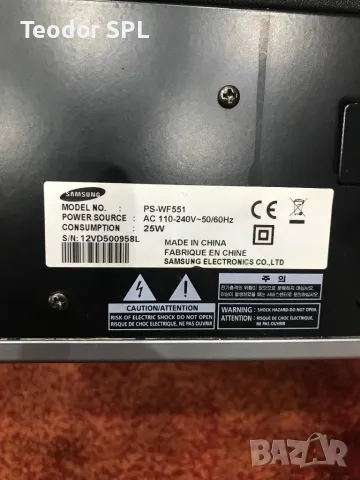 Teodor SPL
SAMSUNG
MODEL NO. : PS-WF551
POWER SOURCE : AC 110-240V~50/60Hz
CONSUMPTION : 25W
S/N: 12VD500958L
MADE IN CHINA
FABRIQUE EN CHINE
SAMSUNG ELECTRONICS CO.,LTD
CE
CAUTION/ATTENTION
RISK OF ELECTRIC SHOCK DO NOT OPEN
RISQUE DE CHOC ELECTRIQUE, NE PAS OUVRIR
주 의
WARNING : SHOCK HAZARD-DO NOT OPEN.
ATTENTION : RISQUE DE CHOC ELECTRIQUE,
NE PAS OUVRIR.
BAZAR